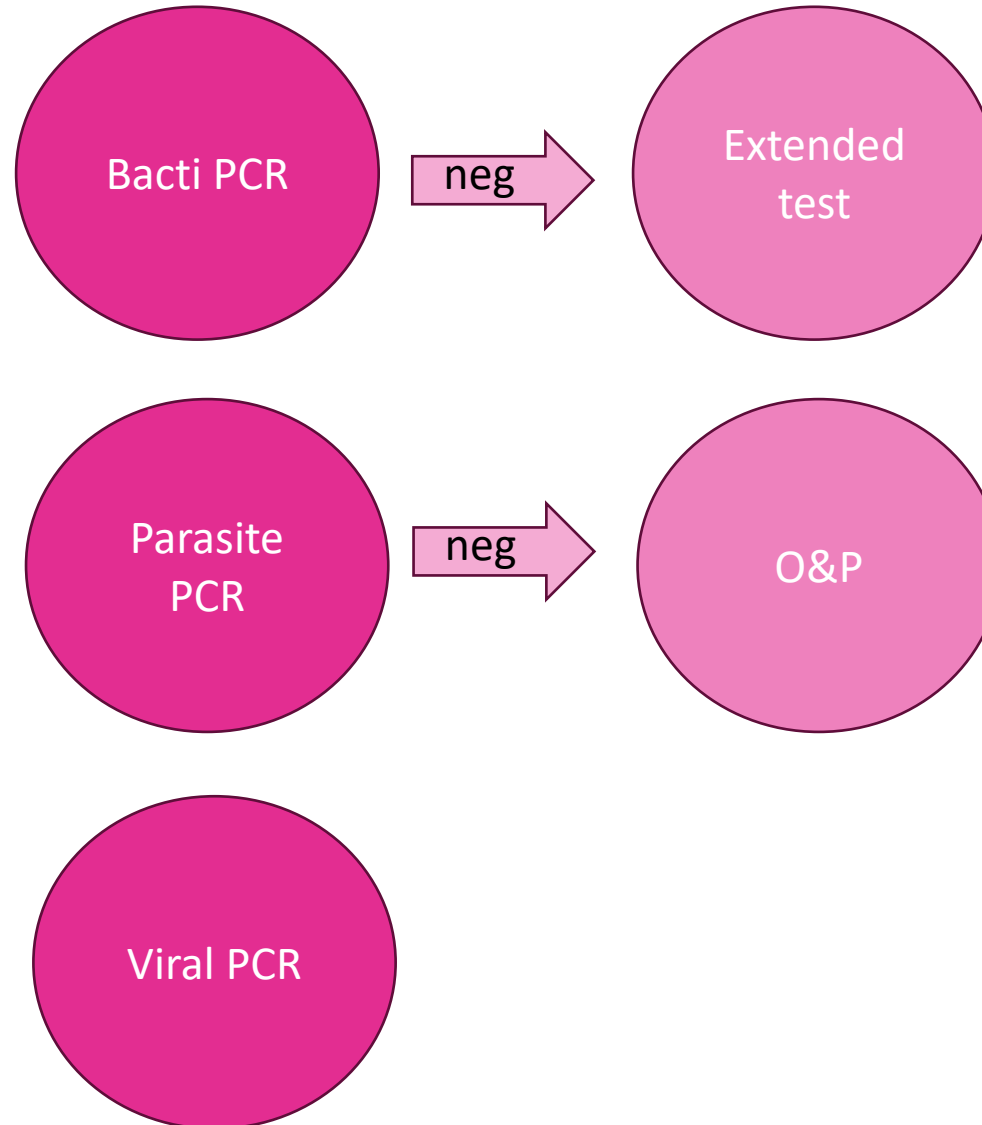 Bacti PCR
neg
Extended
test
Parasite
PCR
neg
O&P
Viral PCR